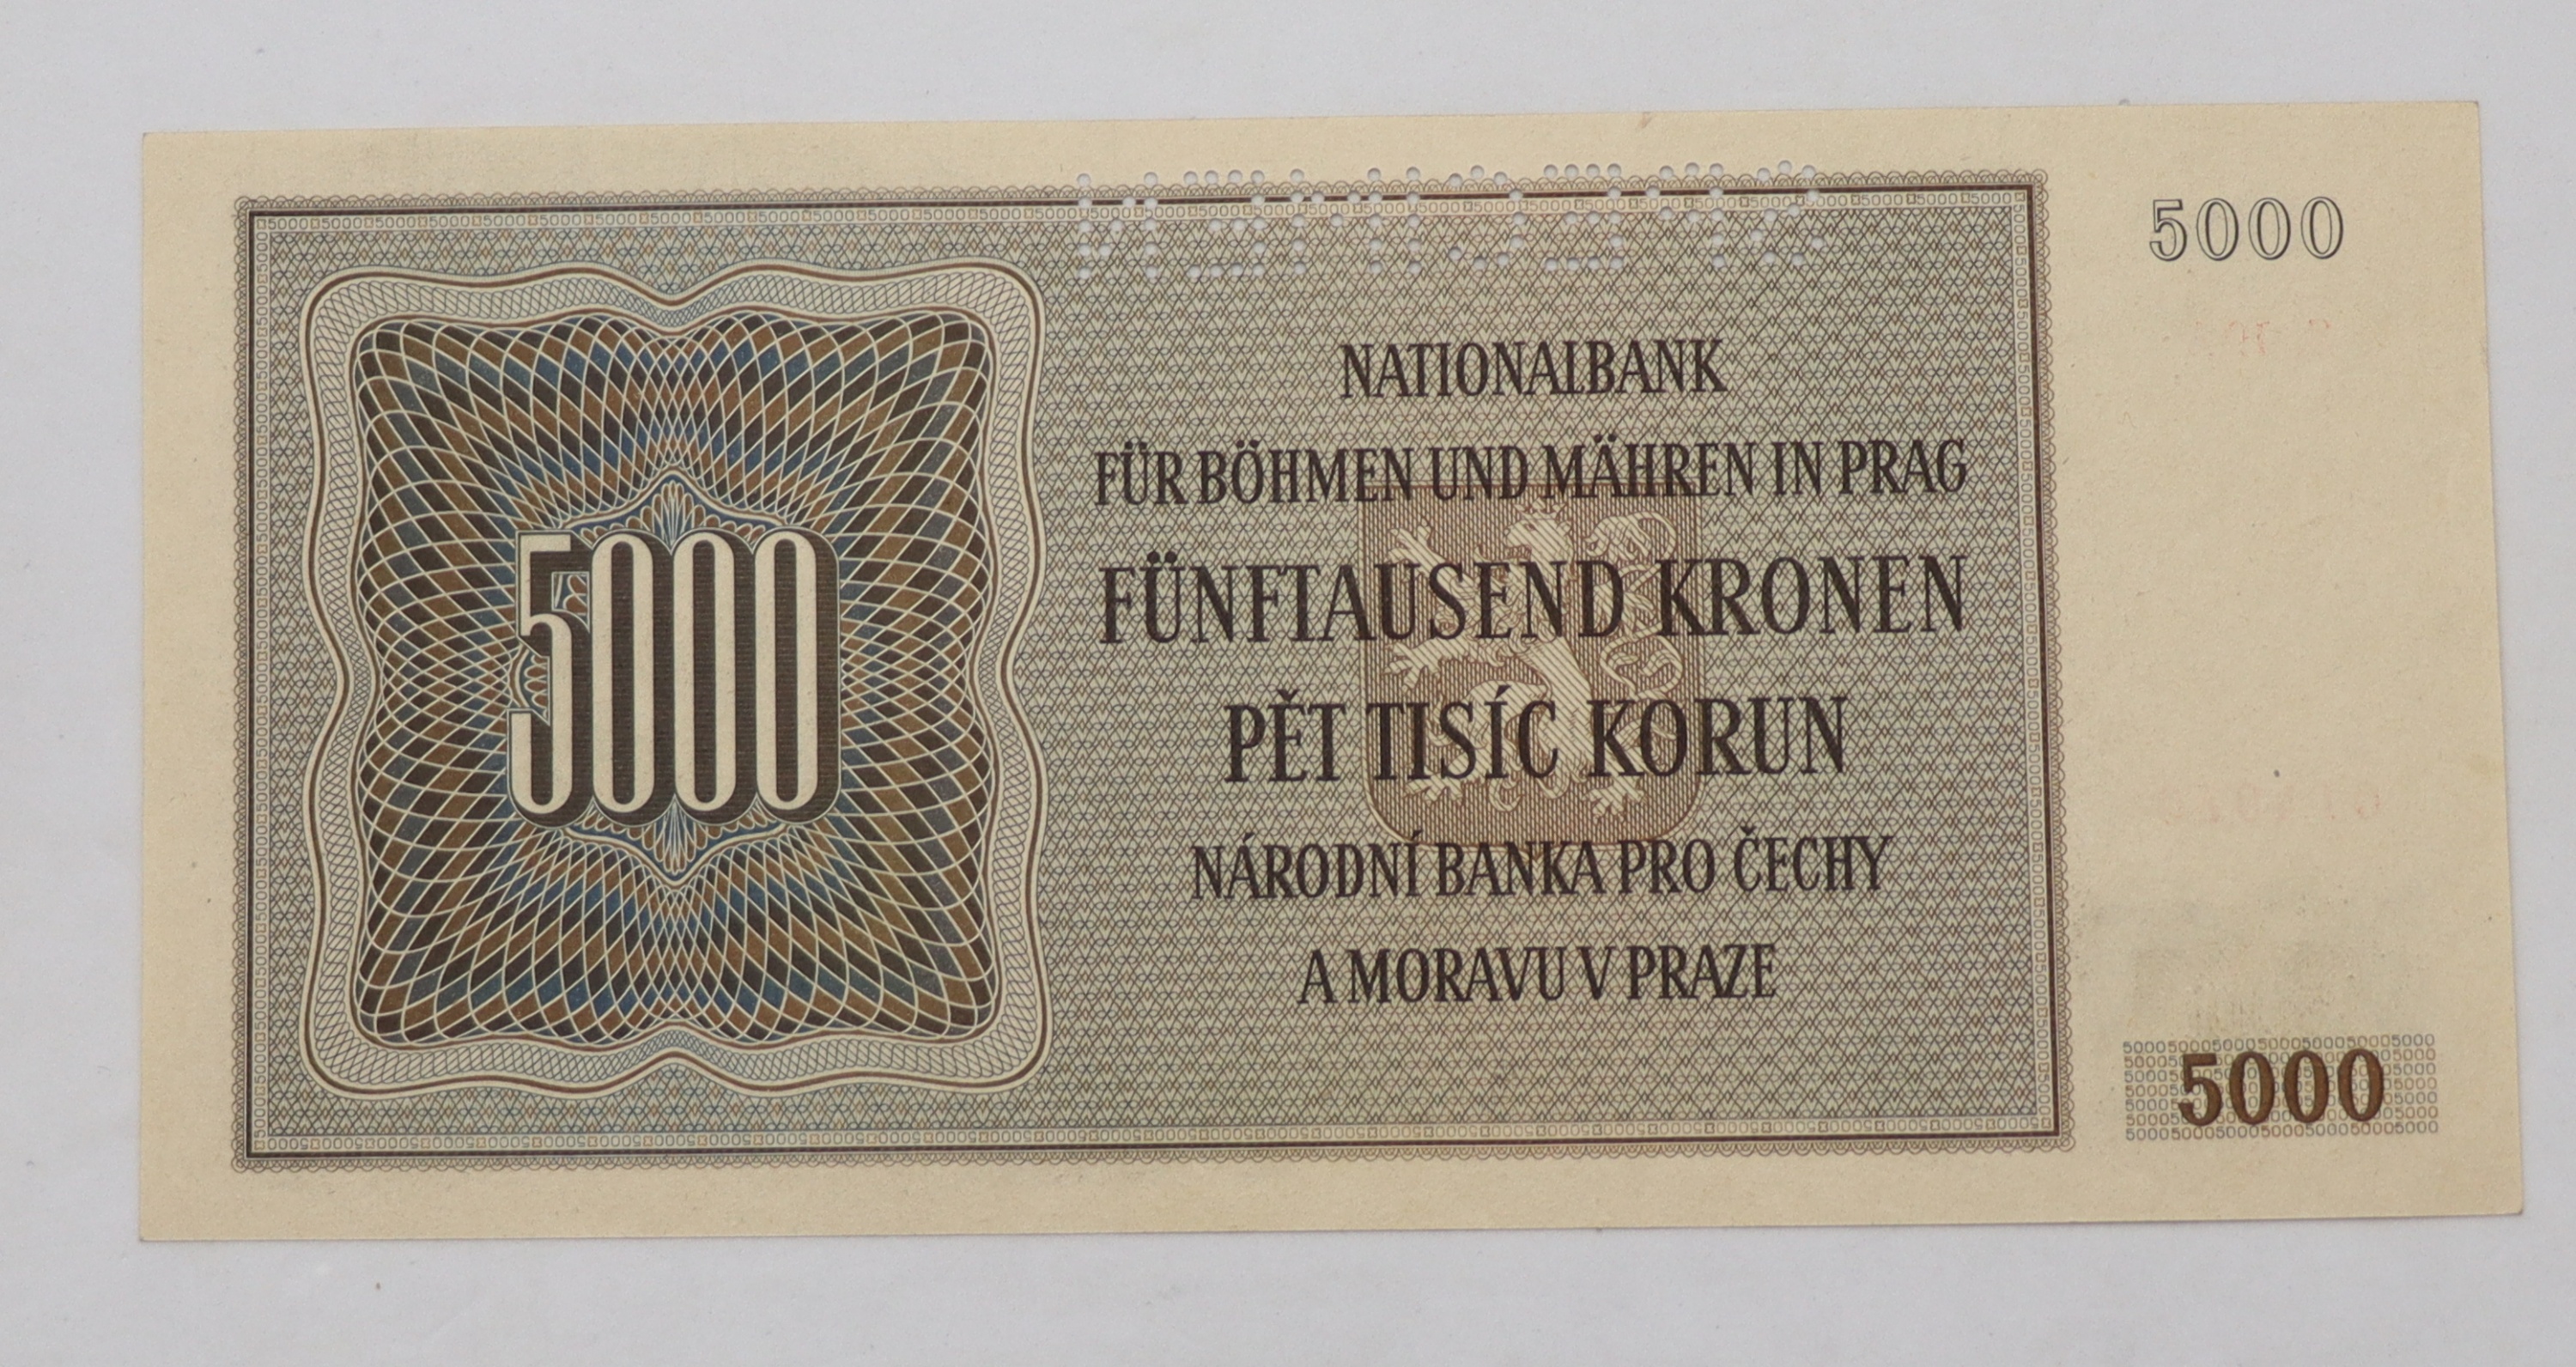 5000
NATIONALBANK
FÜR BÖHMEN UND MÄHREN IN PRAG
FÜNFTAUSEND KRONEN
PĚT TISÍC KORUN
NÁRODNÍ BANKA PRO ČECHY
A MORAVU V PRAZE
5000
5000